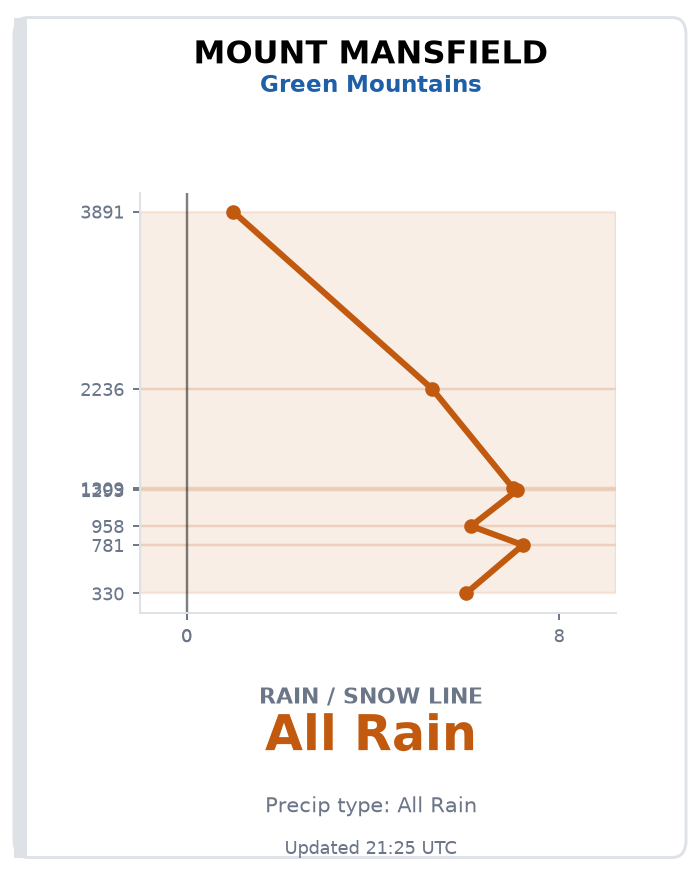 MOUNT MANSFIELD
Green Mountains
3891
2236
958
781
330
0
8
RAIN / SNOW LINE
All Rain
Precip type: All Rain
Updated 21:25 UTC